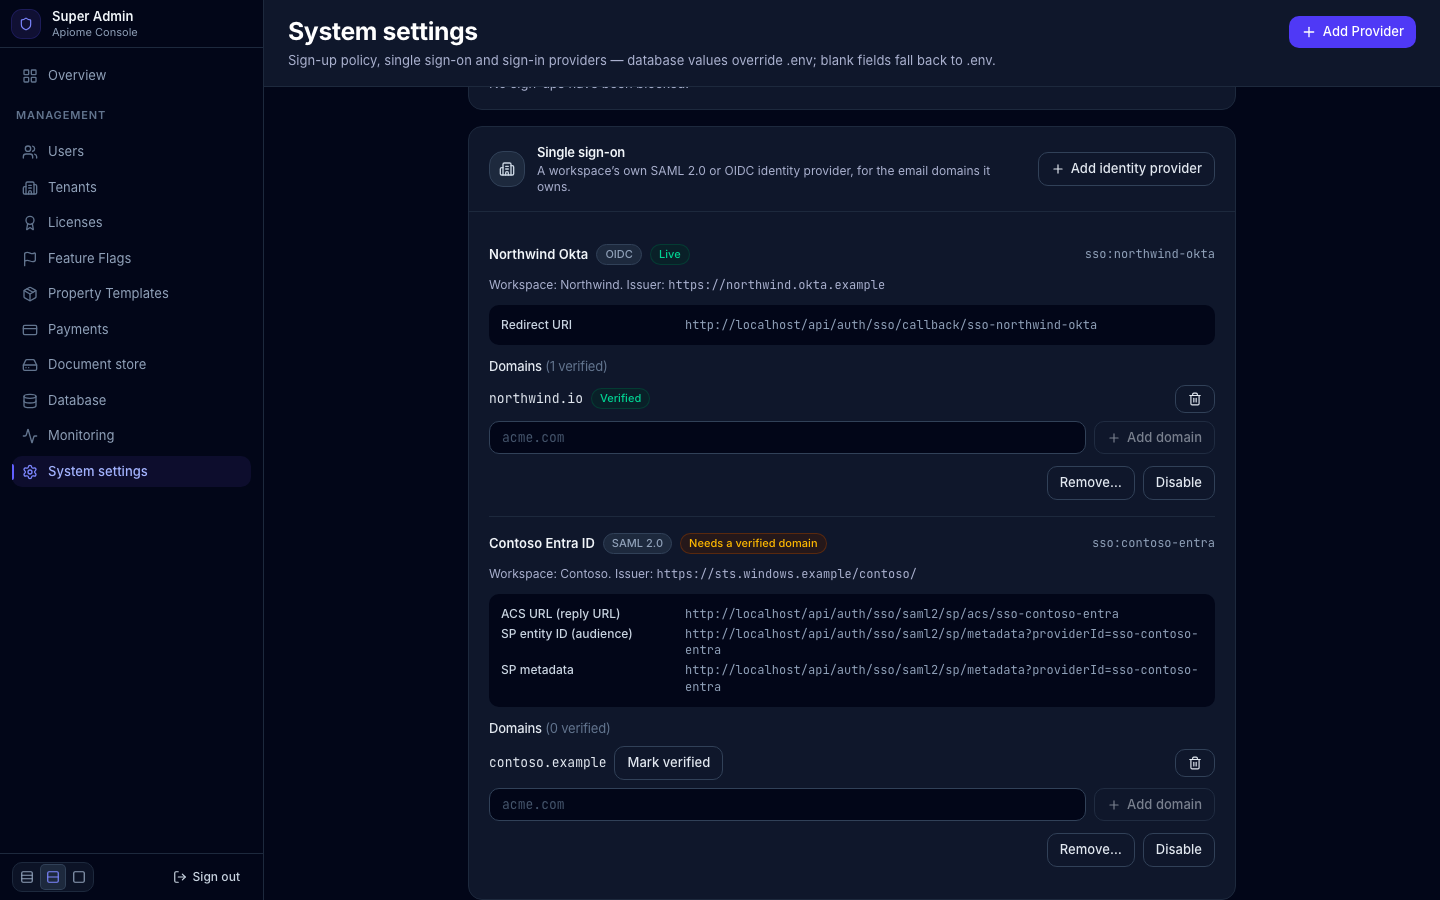 Super Admin
Apiome Console
Overview
MANAGEMENT
Users
Tenants
Licenses
Feature Flags
Property Templates
Payments
Document store
Database
Monitoring
System settings
Sign out
System settings
Sign-up policy, single sign-on and sign-in providers — database values override .env; blank fields fall back to .env.
Add Provider
No sign-ups have been blocked.
Single sign-on
A workspace's own SAML 2.0 or OIDC identity provider, for the email domains it
owns.
Add identity provider
Northwind Okta OIDC Live sso:northwind-okta
Workspace: Northwind. Issuer: https://northwind.okta.example
Redirect URI http://localhost/api/auth/sso/callback/sso-northwind-okta
Domains (1 verified)
northwind.io Verified
acme.com Add domain
Remove... Disable
Contoso Entra ID SAML 2.0 Needs a verified domain sso:contoso-entra
Workspace: Contoso. Issuer: https://sts.windows.example/contoso/
ACS URL (reply URL) http://localhost/api/auth/sso/saml2/sp/acs/sso-contoso-entra
SP entity ID (audience) http://localhost/api/auth/sso/saml2/sp/metadata?providerId=sso-contoso-
entra
SP metadata http://localhost/api/auth/sso/saml2/sp/metadata?providerId=sso-contoso-
entra
Domains (0 verified)
contoso.example Mark verified
acme.com Add domain
Remove... Disable